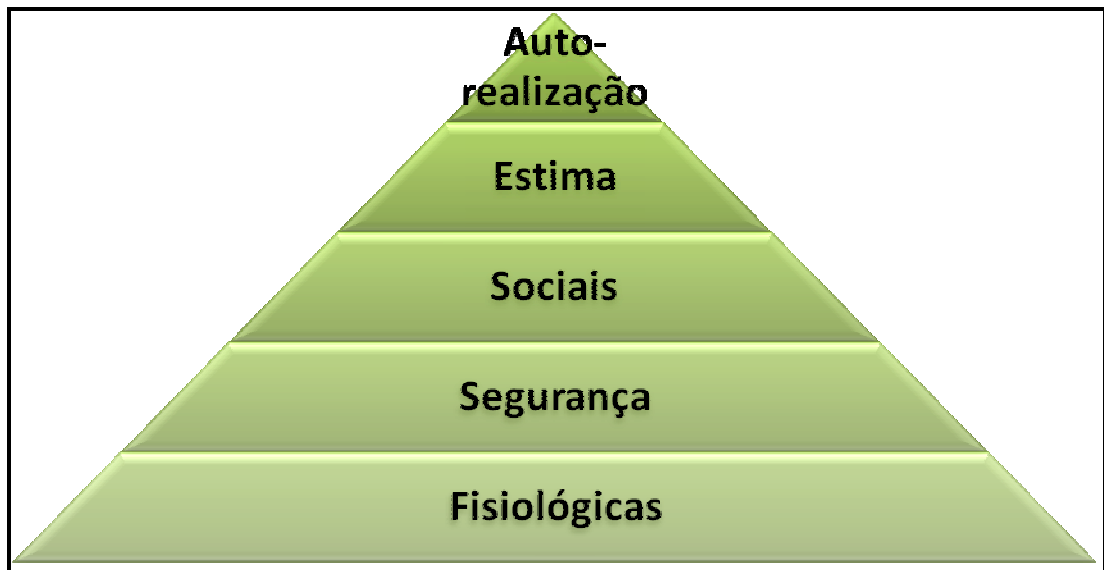 Auto-
realização
Estima
Sociais
Segurança
Fisiológicas